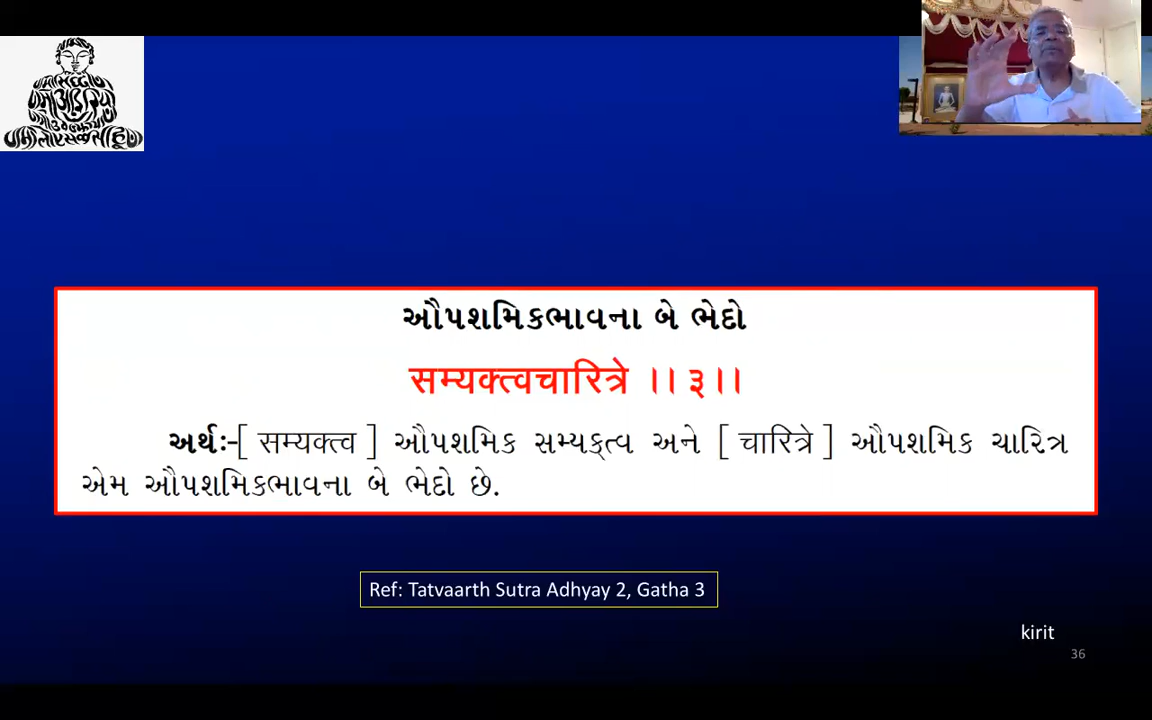 ઔપશમિકભાવના બે ભેદો
सम्यक्त्वचारित्रे ।।३।।
અર્થઃ-[ सम्यक्त्व ] ઔપશમિક સમ્યક્ત્વ અને [ चारित्रे ] ઔપશમિક ચારિત્ર
એમ ઔપશમિકભાવના બે ભેદો છે.
Ref: Tatvaarth Sutra Adhyay 2, Gatha 3
kirit
36